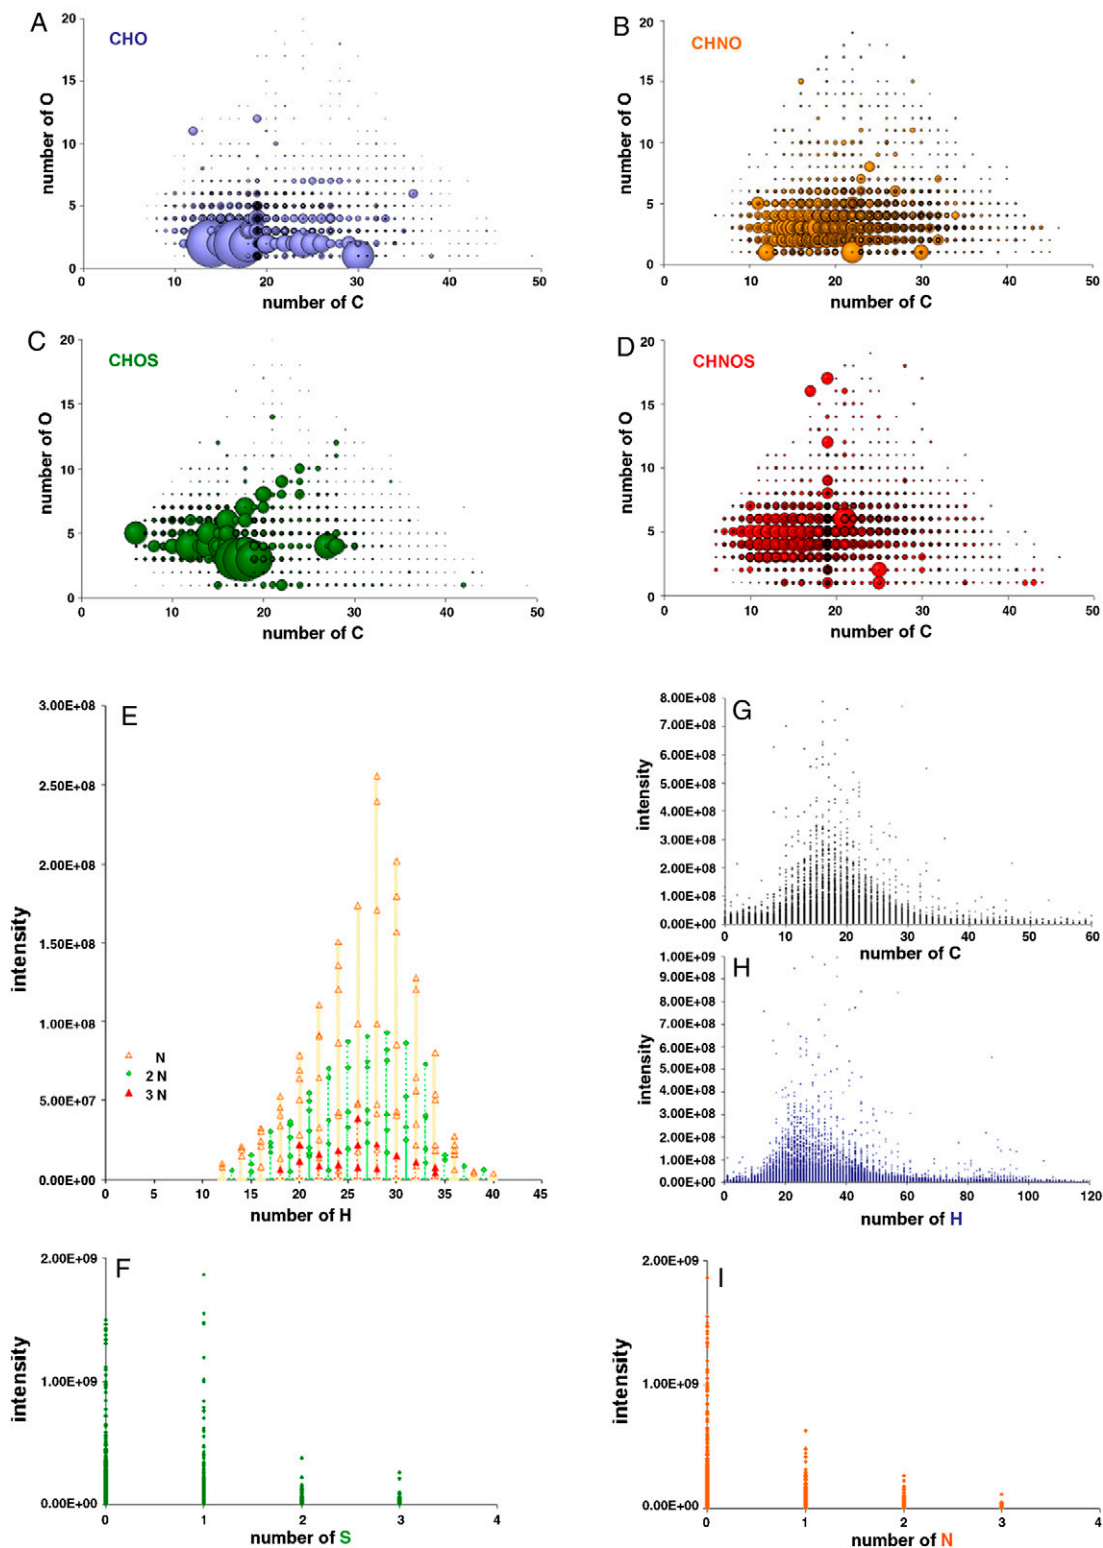 A
CHO
number of O
20
15
10
5
0
0
10
20
30
40
50
number of C
B
CHNO
number of O
20
15
10
5
0
0
10
20
30
40
50
number of C
C
CHOS
number of O
20
15
10
5
0
0
10
20
30
40
50
number of C
D
CHNOS
number of O
20
15
10
5
0
0
10
20
30
40
50
number of C
E
intensity
3.00E+08
2.50E+08
2.00E+08
1.50E+08
1.00E+08
5.00E+07
0.00E+00
N
2 N
3 N
0
5
10
15
20
25
30
35
40
45
number of H
G
intensity
8.00E+08
7.00E+08
6.00E+08
5.00E+08
4.00E+08
3.00E+08
2.00E+08
1.00E+08
0.00E+00
0
10
20
30
40
50
60
number of C
H
intensity
1.00E+09
9.00E+08
8.00E+08
7.00E+08
6.00E+08
5.00E+08
4.00E+08
3.00E+08
2.00E+08
1.00E+08
0.00E+00
0
20
40
60
80
100
120
number of H
F
intensity
2.00E+09
1.00E+09
0.00E+00
0
1
2
3
4
number of S
I
intensity
2.00E+09
1.00E+09
0.00E+00
0
1
2
3
4
number of N